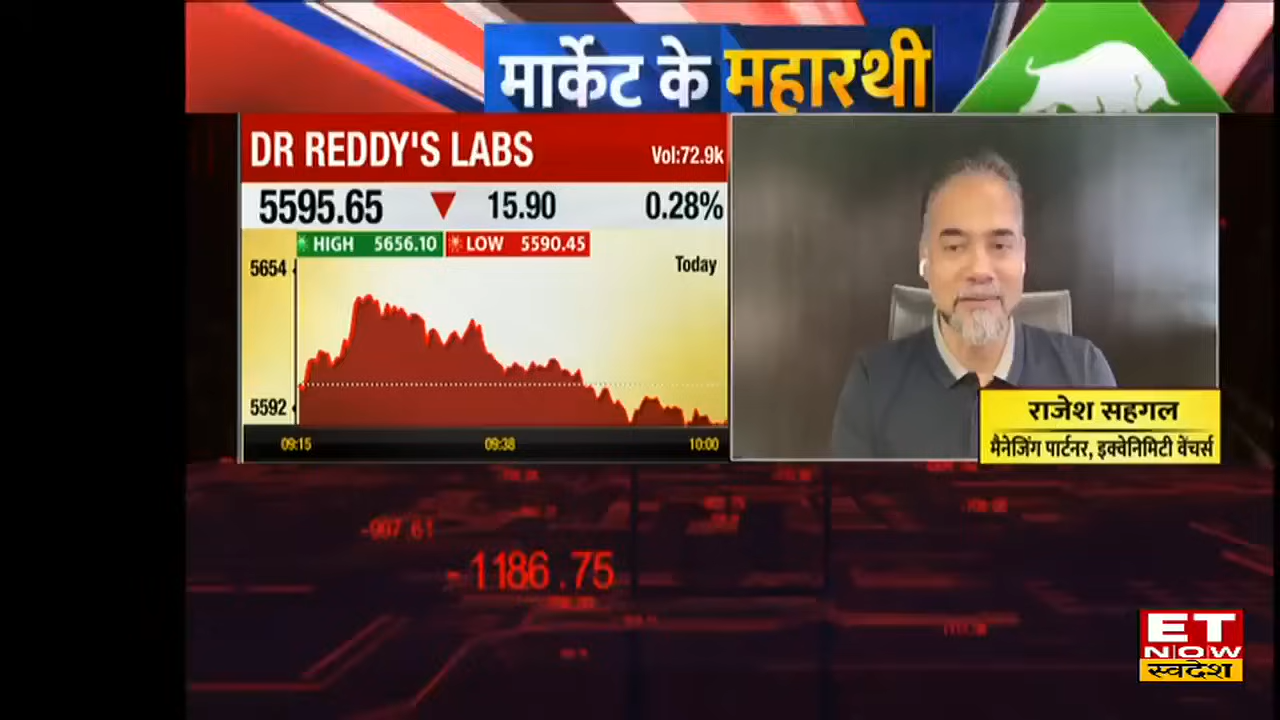 मार्केट के महारथी
DR REDDY'S LABS Vol:72.9k
5595.65 15.90 0.28%
HIGH 5656.10 LOW 5590.45
Today
5654
5592
09:15 09:38 10:00
राजेश सहगल
मैनेजिंग पार्टनर, इक्वेनिमिटी वेंचर्स
-907.61
-1186.75
ET
NOW
स्वदेश